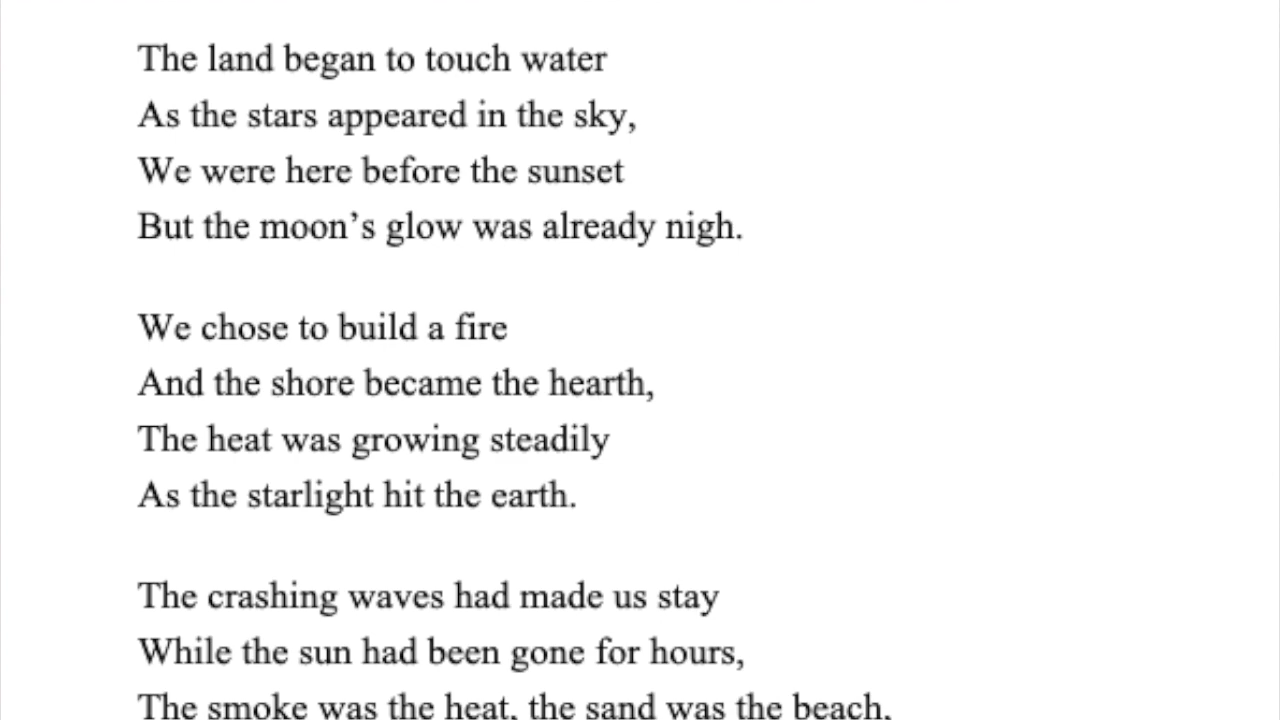 The land began to touch water
As the stars appeared in the sky,
We were here before the sunset
But the moon’s glow was already nigh.
We chose to build a fire
And the shore became the hearth,
The heat was growing steadily
As the starlight hit the earth.
The crashing waves had made us stay
While the sun had been gone for hours,
The smoke was the heat, the sand was the beach,